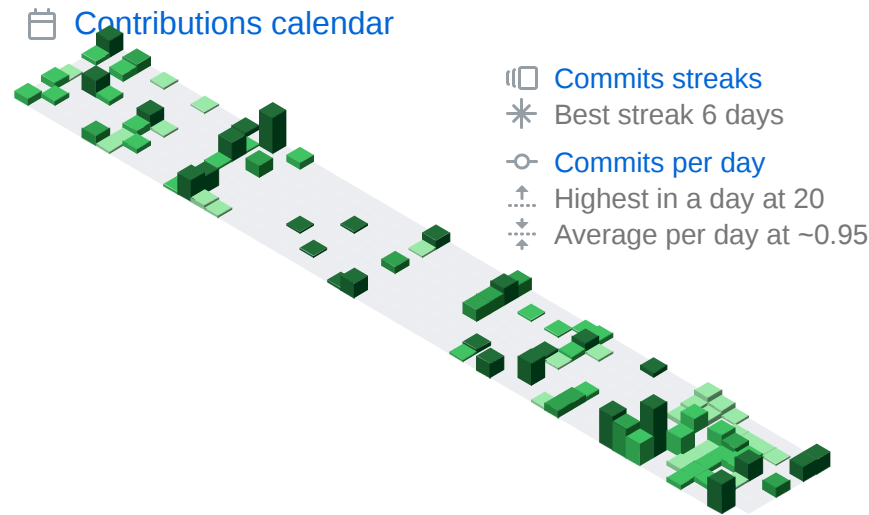 Contributions calendar
Commits streaks
Best streak 6 days
Commits per day
Highest in a day at 20
Average per day at ~0.95